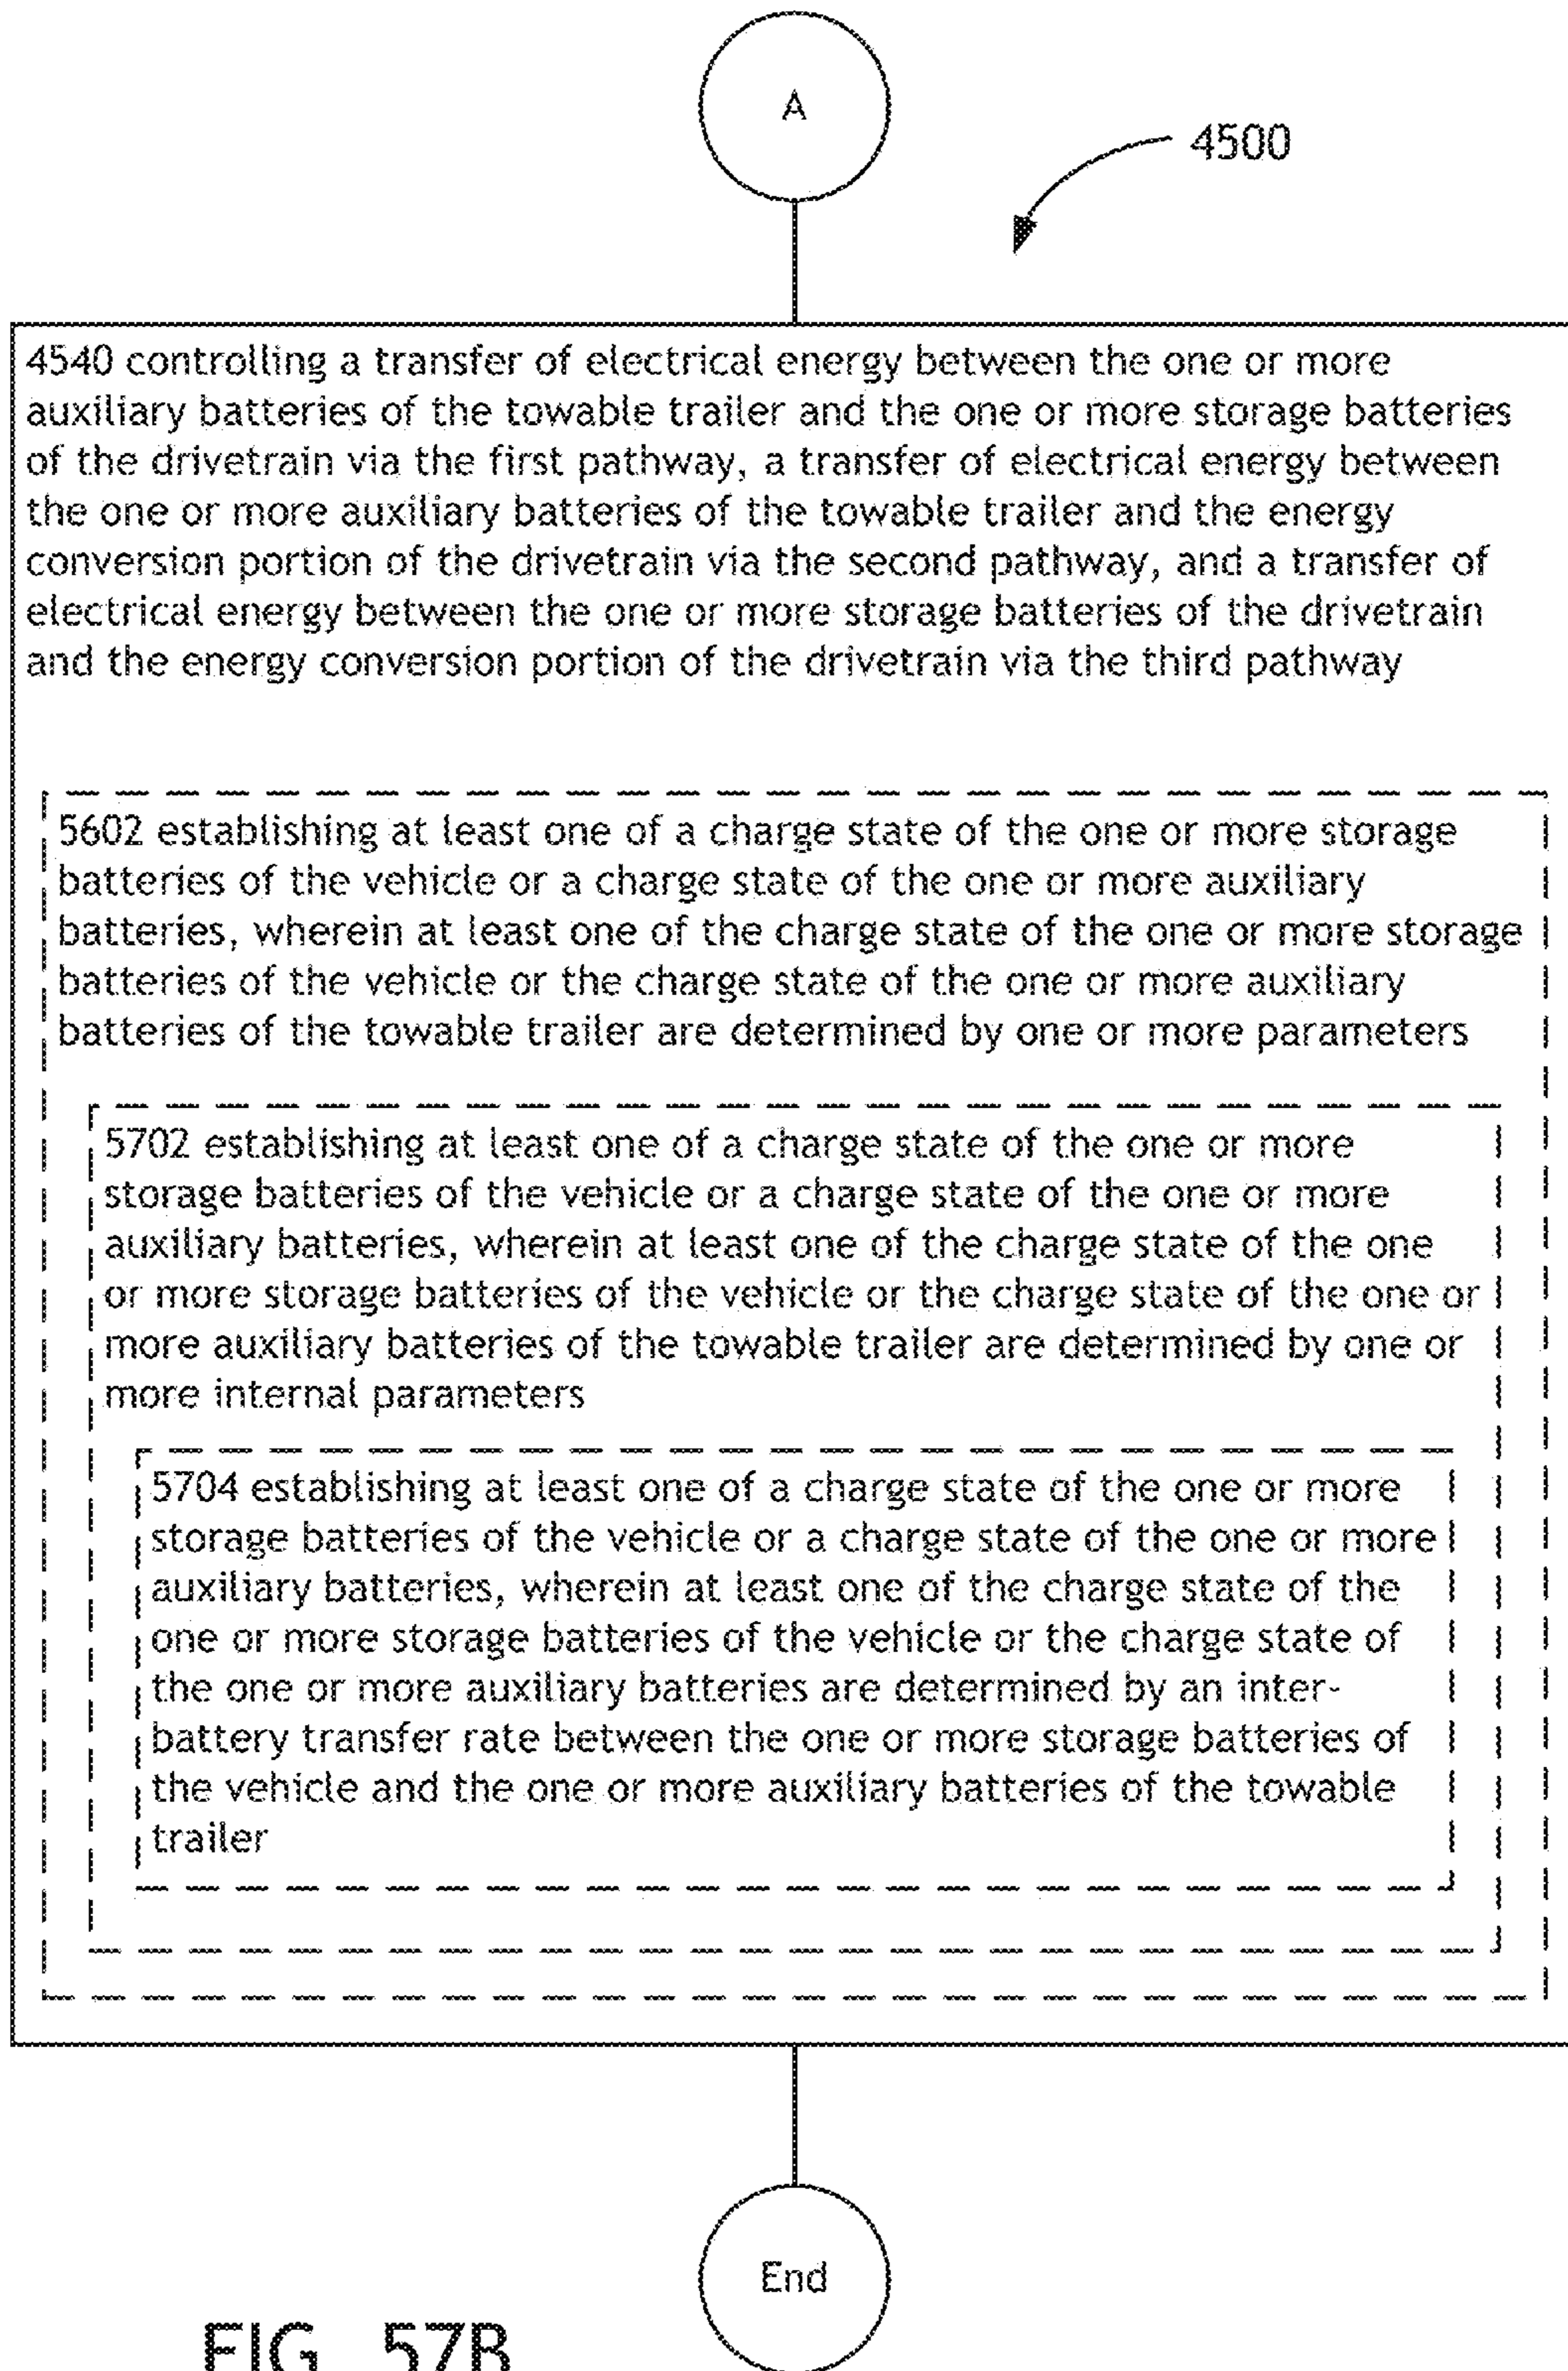 A
4500
4540 controlling a transfer of electrical energy between the one or more
auxiliary batteries of the towable trailer and the one or more storage batteries
of the drivetrain via the first pathway, a transfer of electrical energy between
the one or more auxiliary batteries of the towable trailer and the energy
conversion portion of the drivetrain via the second pathway, and a transfer of
electrical energy between the one or more storage batteries of the drivetrain
and the energy conversion portion of the drivetrain via the third pathway
5602 establishing at least one of a charge state of the one or more storage
batteries of the vehicle or a charge state of the one or more auxiliary
batteries, wherein at least one of the charge state of the one or more storage
batteries of the vehicle or the charge state of the one or more auxiliary
batteries of the towable trailer are determined by one or more parameters
5702 establishing at least one of a charge state of the one or more
storage batteries of the vehicle or a charge state of the one or more
auxiliary batteries, wherein at least one of the charge state of the one
or more storage batteries of the vehicle or the charge state of the one or
more auxiliary batteries of the towable trailer are determined by one or
more internal parameters
5704 establishing at least one of a charge state of the one or more
storage batteries of the vehicle or a charge state of the one or more
auxiliary batteries, wherein at least one of the charge state of the
one or more storage batteries of the vehicle or the charge state of
the one or more auxiliary batteries are determined by an inter-
battery transfer rate between the one or more storage batteries of
the vehicle and the one or more auxiliary batteries of the towable
trailer
End
FIG. 57B